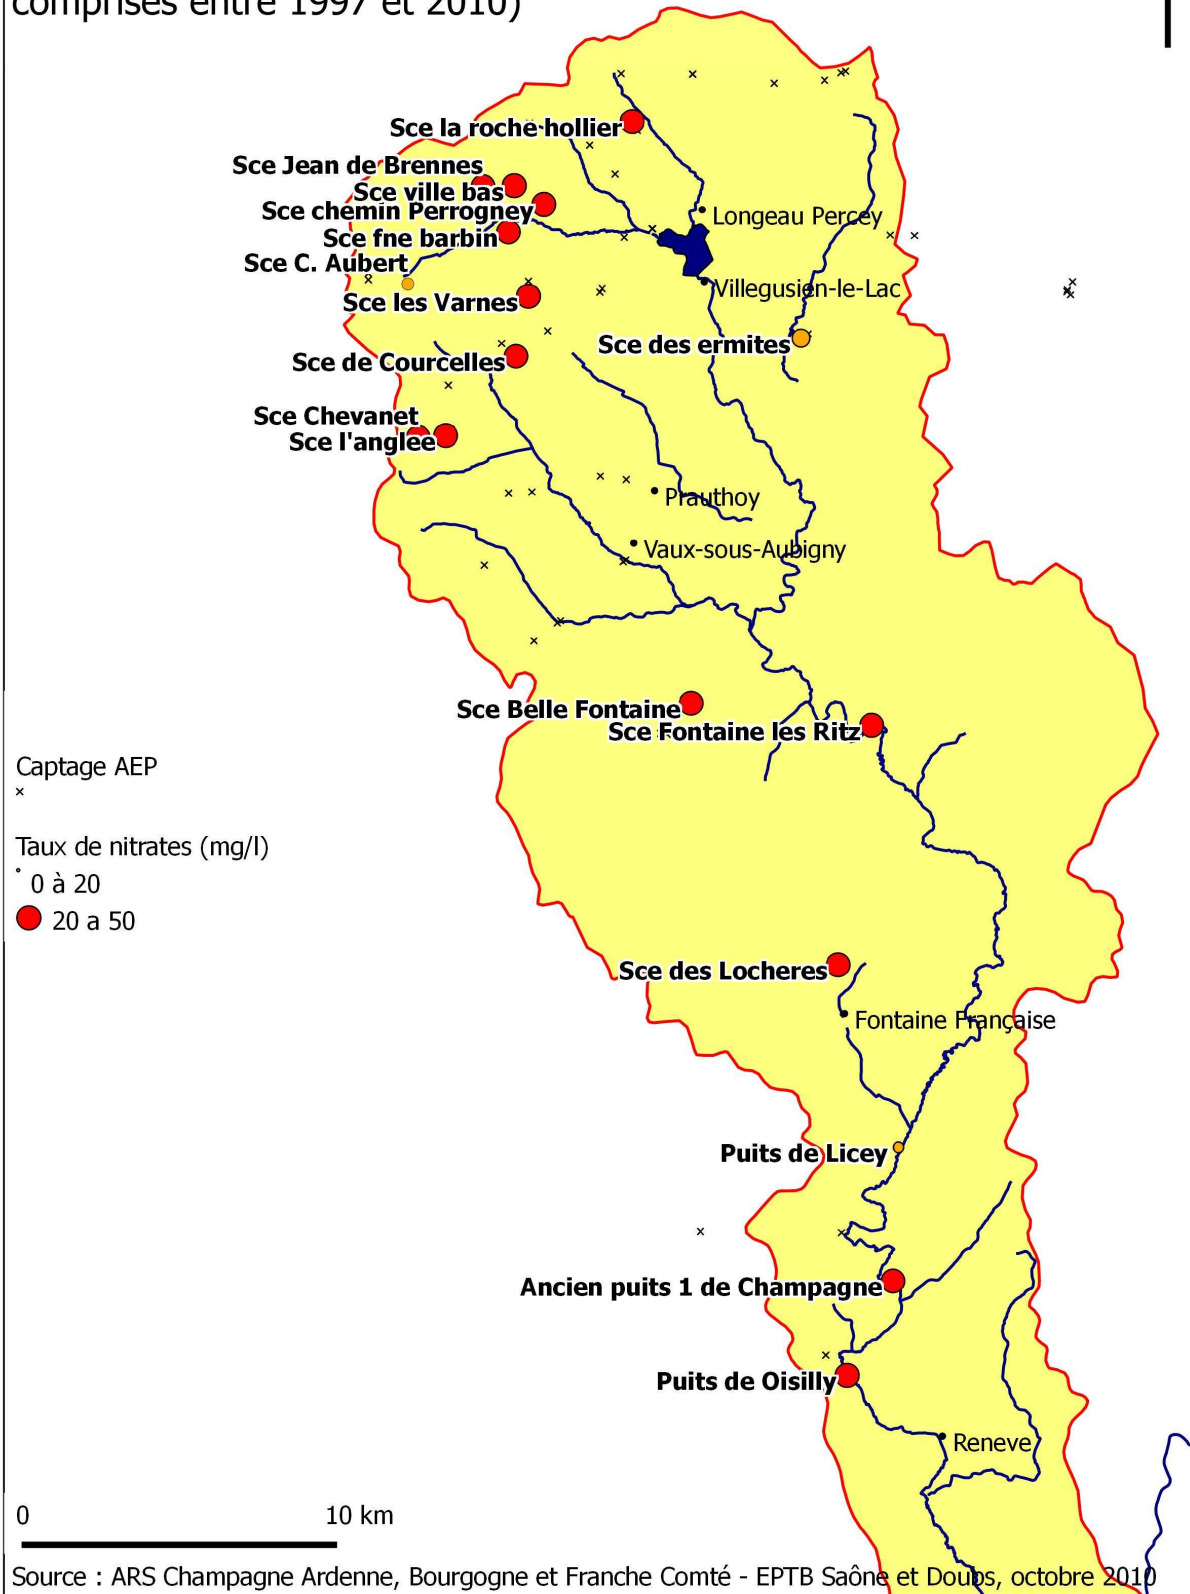 comprises entre 1997 et 2010)
Sce la roche hollier
Sce Jean de Brennes
Sce ville bas
Sce chemin Perrogney
Longeau Percey
Sce fne barbin
Sce C. Aubert
Villegusien-le-Lac
Sce les Varnes
Sce des ermites
Sce de Courcelles
Sce Chevanet
Sce l'anglee
Prauthoy
Vaux-sous-Aubigny
Sce Belle Fontaine
Sce Fontaine les Ritz
Captage AEP
Taux de nitrates (mg/l)
0 à 20
20 a 50
Sce des Locheres
Fontaine Française
Puits de Licey
Ancien puits 1 de Champagne
Puits de Oisilly
Reneve
0 10 km
Source : ARS Champagne Ardenne, Bourgogne et Franche Comté - EPTB Saône et Doubs, octobre 2010